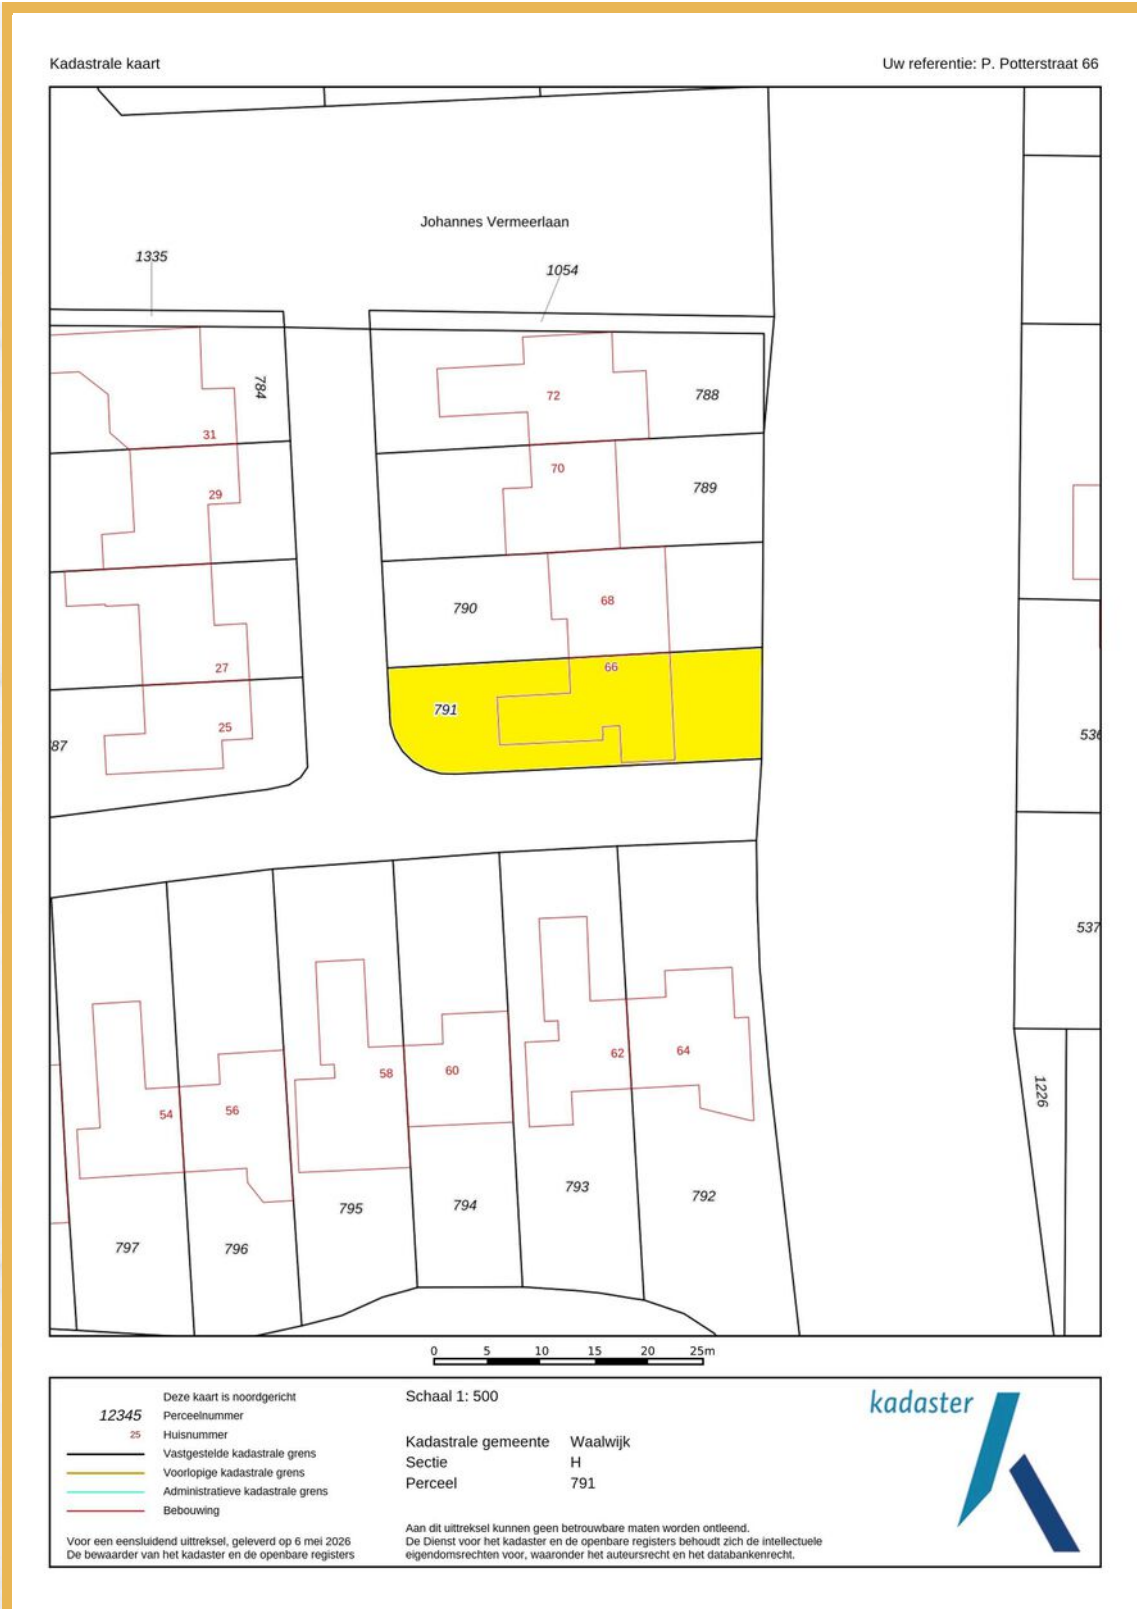 Kadastrale kaart
Uw referentie: P. Potterstraat 66
Johannes Vermeerlaan
1335
1054
784
72
788
31
70
789
29
790
68
27
66
791
25
87
536
537
1226
62
64
58
60
54
56
793
792
795
794
797
796
0 5 10 15 20 25m
Deze kaart is noordgericht
12345 Perceelnummer
25 Huisnummer
Vastgestelde kadastrale grens
Voorlopige kadastrale grens
Administratieve kadastrale grens
Bebouwing
Voor een eensluidend uittreksel, geleverd op 6 mei 2026
De bewaarder van het kadaster en de openbare registers
Schaal 1: 500
Kadastrale gemeente Waalwijk
Sectie H
Perceel 791
Aan dit uittreksel kunnen geen betrouwbare maten worden ontleend.
De Dienst voor het kadaster en de openbare registers behoudt zich de intellectuele
eigendomsrechten voor, waaronder het auteursrecht en het databankenrecht.
kadaster